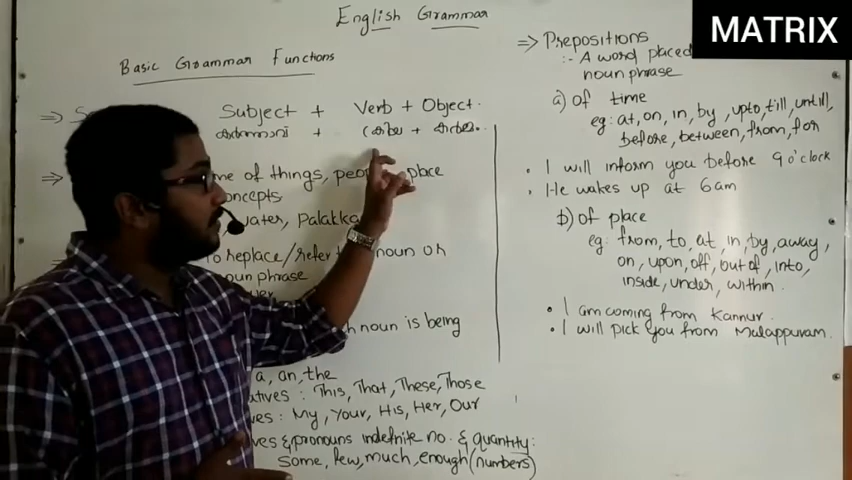 English Grammar
MATRIX
Basic Grammar Functions
⇒ S
Subject + Verb + Object.
കർത്താവ് + ക്രിയ + കർമ്മം.
⇒
me of things, people, place
concepts
water, Palakka
To replace/refer noun or
noun phrase
noun is being
a, an, the
atives : This, That, These, Those
ves : My, Your, His, Her, Our
ves & pronouns indefinite no. & quantity:
Some, few, much, enough (numbers)
⇒ Prepositions
:- A word placed
noun phrase
a) of time
eg: at, on, in, by, upto, till, untill,
before, between, from, for
• I will inform you before 9 o'clock
• He wakes up at 6am
b) of place
eg: from, to, at, in, by, away,
on, upon, off, out of, into,
inside, under, within.
• I am coming from Kannur.
• I will pick you from Malappuram.